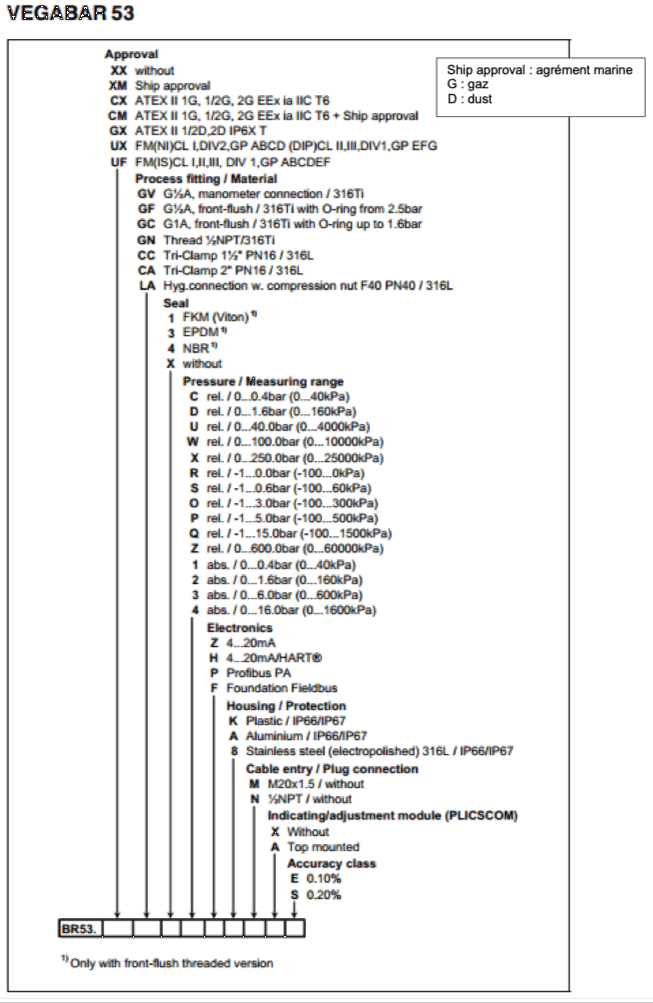 VEGABAR 53
Ship approval : agrément marine
G : gaz
D : dust
Approval
XX without
XM Ship approval
CX ATEX II 1G, 1/2G, 2G EEx ia IIC T6
CM ATEX II 1G, 1/2G, 2G EEx ia IIC T6 + Ship approval
GX ATEX II 1/2D,2D IP6X T
UX FM(NI)CL I,DIV2,GP ABCD (DIP)CL II,III,DIV1,GP EFG
UF FM(IS)CL I,II,III, DIV 1,GP ABCDEF
Process fitting / Material
GV G½A, manometer connection / 316Ti
GF G½A, front-flush / 316Ti with O-ring from 2.5bar
GC G1A, front-flush / 316Ti with O-ring up to 1.6bar
GN Thread ½NPT/316Ti
CC Tri-Clamp 1½" PN16 / 316L
CA Tri-Clamp 2" PN16 / 316L
LA Hyg.connection w. compression nut F40 PN40 / 316L
Seal
1 FKM (Viton) 1)
3 EPDM 1)
4 NBR 1)
X without
Pressure / Measuring range
C rel. / 0...0.4bar (0...40kPa)
D rel. / 0...1.6bar (0...160kPa)
U rel. / 0...40.0bar (0...4000kPa)
W rel. / 0...100.0bar (0...10000kPa)
X rel. / 0...250.0bar (0...25000kPa)
R rel. / -1...0.0bar (-100...0kPa)
S rel. / -1...0.6bar (-100...60kPa)
O rel. / -1...3.0bar (-100...300kPa)
P rel. / -1...5.0bar (-100...500kPa)
Q rel. / -1...15.0bar (-100...1500kPa)
Z rel. / 0...600.0bar (0...60000kPa)
1 abs. / 0...0.4bar (0...40kPa)
2 abs. / 0...1.6bar (0...160kPa)
3 abs. / 0...6.0bar (0...600kPa)
4 abs. / 0...16.0bar (0...1600kPa)
Electronics
Z 4...20mA
H 4...20mA/HART®
P Profibus PA
F Foundation Fieldbus
Housing / Protection
K Plastic / IP66/IP67
A Aluminium / IP66/IP67
8 Stainless steel (electropolished) 316L / IP66/IP67
Cable entry / Plug connection
M M20x1.5 / without
N ½NPT / without
Indicating/adjustment module (PLICSCOM)
X Without
A Top mounted
Accuracy class
E 0.10%
S 0.20%
BR53.
1) Only with front-flush threaded version